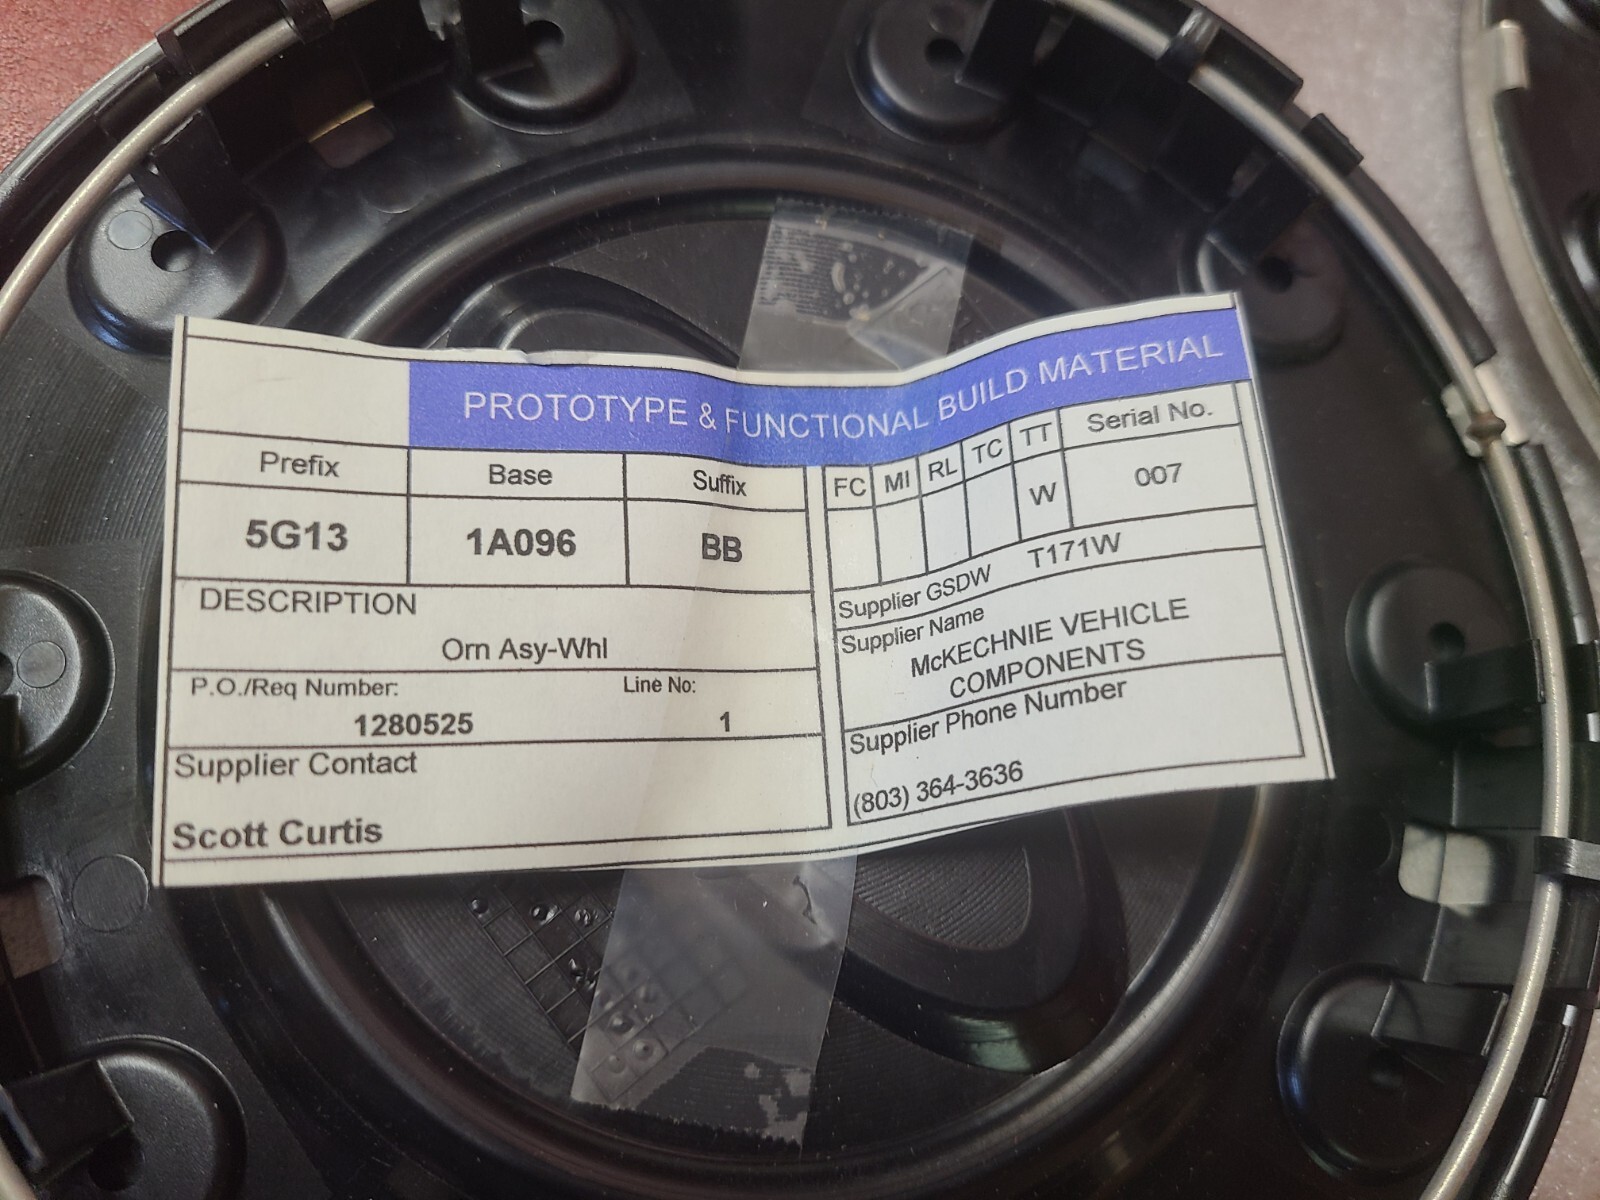 PROTOTYPE & FUNCTIONAL BUILD MATERIAL
Prefix Base Suffix
5G13 1A096 BB
DESCRIPTION
Orn Asy-Whl
P.O./Req Number: Line No:
1280525 1
Supplier Contact
Scott Curtis
FC MI RL TC TT Serial No.
W 007
Supplier GSDW T171W
Supplier Name
McKECHNIE VEHICLE
COMPONENTS
Supplier Phone Number
(803) 364-3636